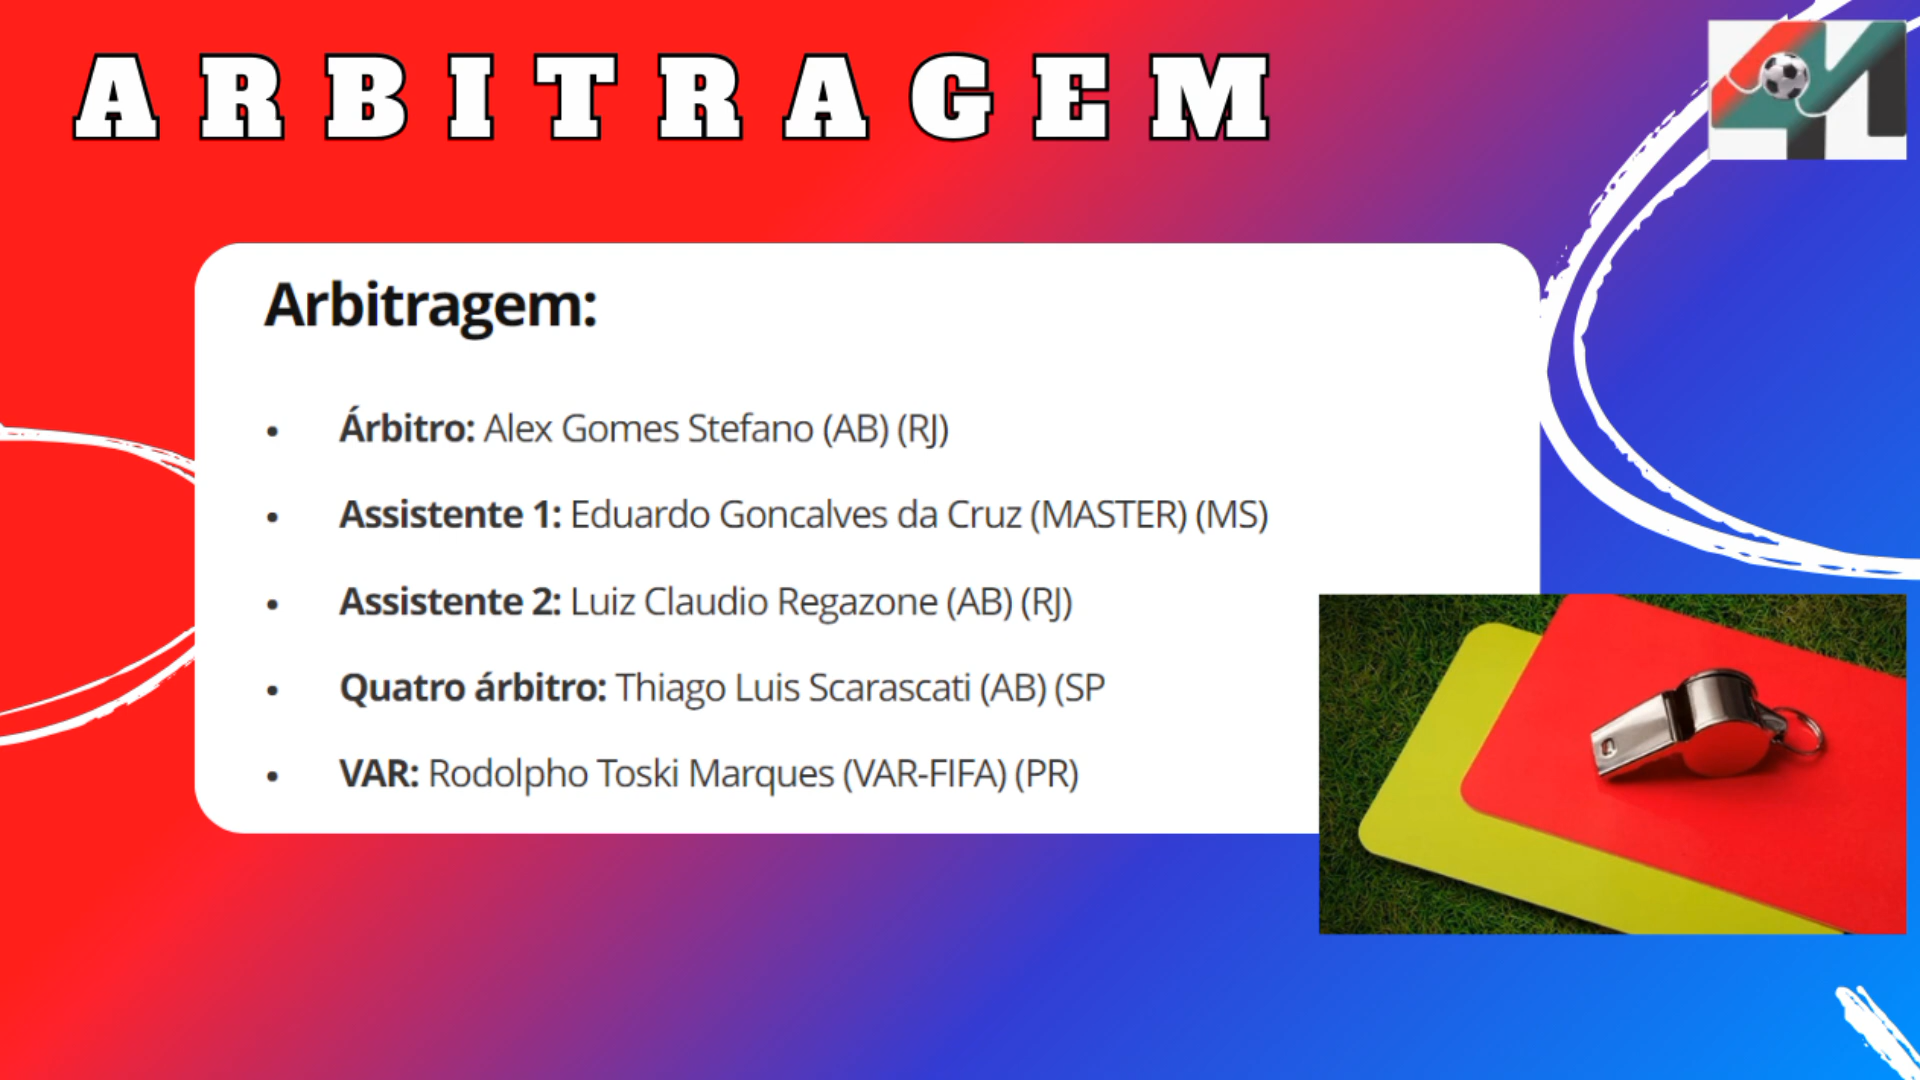 ARBITRAGEM
Arbitragem:
• Árbitro: Alex Gomes Stefano (AB) (RJ)
• Assistente 1: Eduardo Goncalves da Cruz (MASTER) (MS)
• Assistente 2: Luiz Claudio Regazone (AB) (RJ)
• Quatro árbitro: Thiago Luis Scarascati (AB) (SP
• VAR: Rodolpho Toski Marques (VAR-FIFA) (PR)